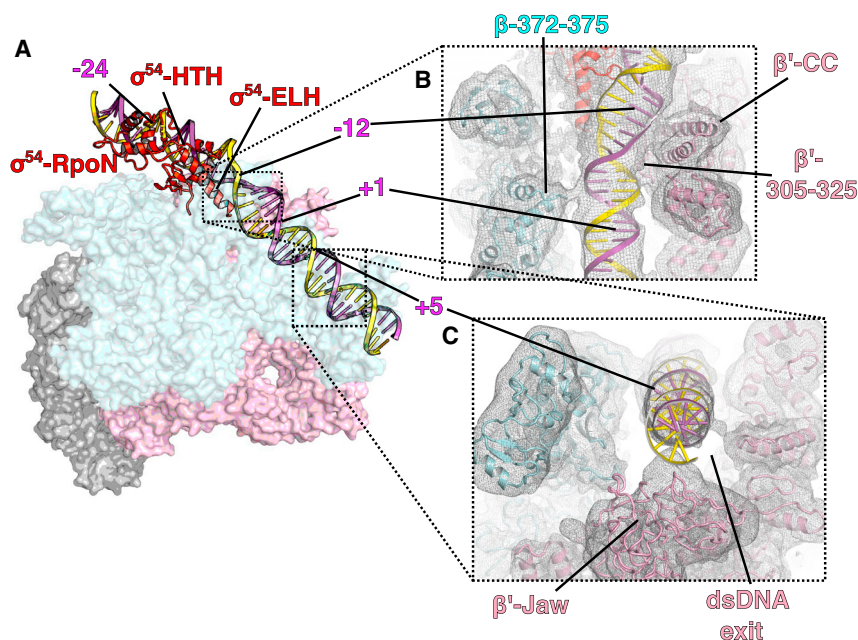 A
-24
σ⁵⁴-HTH
σ⁵⁴-ELH
σ⁵⁴-RpoN
-12
+1
+5
β-372-375
B
β'-CC
β'-
305-325
C
β'-Jaw
dsDNA
exit